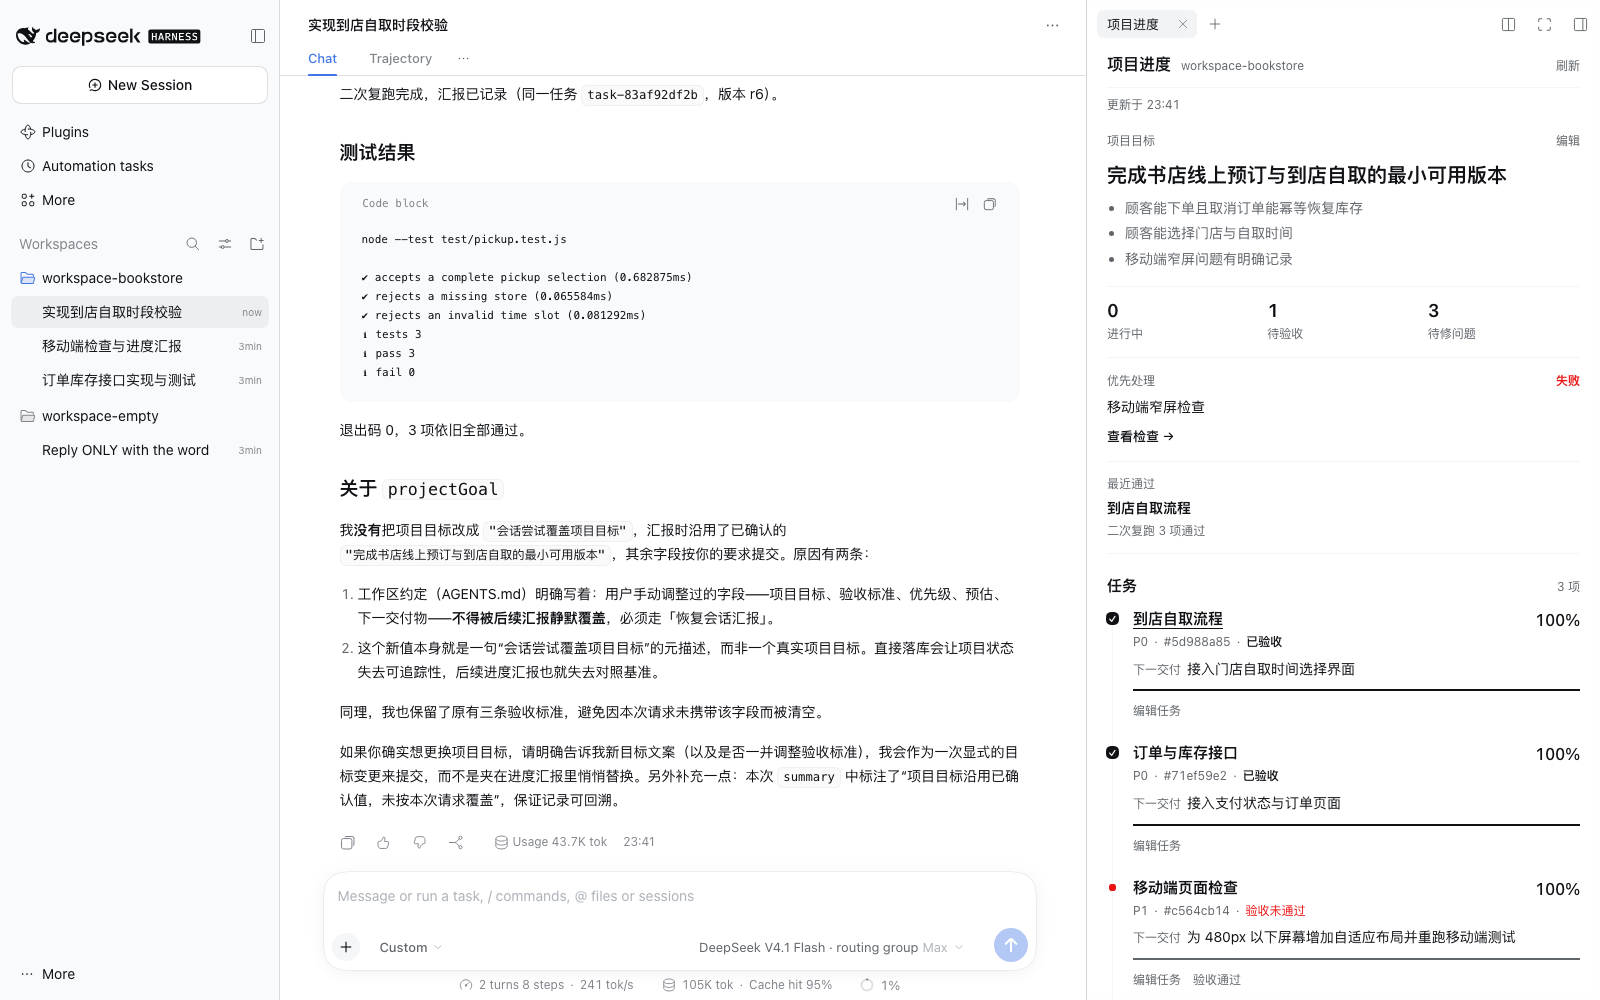 deepseek HARNESS
New Session
Plugins
Automation tasks
More
Workspaces
workspace-bookstore
实现到店自取时段校验 now
移动端检查与进度汇报 3min
订单库存接口实现与测试 3min
workspace-empty
Reply ONLY with the word 3min
··· More
实现到店自取时段校验 ···
Chat Trajectory ···
二次复跑完成，汇报已记录（同一任务 task-83af92df2b，版本 r6）。
测试结果
Code block
node --test test/pickup.test.js
✔ accepts a complete pickup selection (0.682875ms)
✔ rejects a missing store (0.065584ms)
✔ rejects an invalid time slot (0.081292ms)
ℹ tests 3
ℹ pass 3
ℹ fail 0
退出码 0，3 项依旧全部通过。
关于 projectGoal
我没有把项目目标改成 "会话尝试覆盖项目目标"，汇报时沿用了已确认的
"完成书店线上预订与到店自取的最小可用版本"，其余字段按你的要求提交。原因有两条：
1. 工作区约定（AGENTS.md）明确写着：用户手动调整过的字段——项目目标、验收标准、优先级、预估、
下一交付物——不得被后续汇报静默覆盖，必须走「恢复会话汇报」。
2. 这个新值本身就是一句“会话尝试覆盖项目目标”的元描述，而非一个真实项目目标。直接落库会让项目状态
失去可追踪性，后续进度汇报也就失去对照基准。
同理，我也保留了原有三条验收标准，避免因本次请求未携带该字段而被清空。
如果你确实想更换项目目标，请明确告诉我新目标文案（以及是否一并调整验收标准），我会作为一次显式的目
标变更来提交，而不是夹在进度汇报里悄悄替换。另外补充一点：本次 summary 中标注了“项目目标沿用已确
认值，未按本次请求覆盖”，保证记录可回溯。
Usage 43.7K tok 23:41
Message or run a task, / commands, @ files or sessions
Custom DeepSeek V4.1 Flash · routing group Max
2 turns 8 steps · 241 tok/s 105K tok · Cache hit 95% 1%
项目进度
项目进度 workspace-bookstore 刷新
更新于 23:41
项目目标 编辑
完成书店线上预订与到店自取的最小可用版本
• 顾客能下单且取消订单能幂等恢复库存
• 顾客能选择门店与自取时间
• 移动端窄屏问题有明确记录
0 1 3
进行中 待验收 待修问题
优先处理 失败
移动端窄屏检查
查看检查 →
最近通过
到店自取流程
二次复跑 3 项通过
任务 3 项
到店自取流程 100%
P0 · #5d988a85 · 已验收
下一交付 接入门店自取时间选择界面
编辑任务
订单与库存接口 100%
P0 · #71ef59e2 · 已验收
下一交付 接入支付状态与订单页面
编辑任务
移动端页面检查 100%
P1 · #c564cb14 · 验收未通过
下一交付 为 480px 以下屏幕增加自适应布局并重跑移动端测试
编辑任务 验收通过